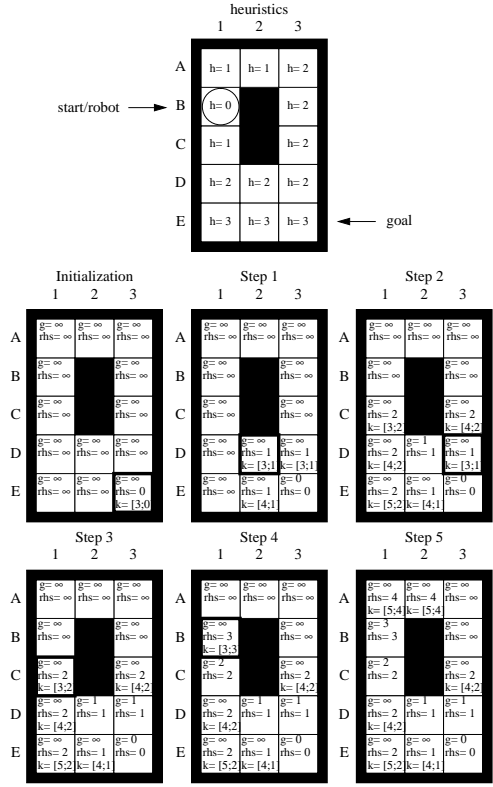 heuristics
1 2 3
A h= 1 h= 1 h= 2
start/robot B h= 0 h= 2
C h= 1 h= 2
D h= 2 h= 2 h= 2
E h= 3 h= 3 h= 3 goal
Initialization
1 2 3
A g= ∞ g= ∞ g= ∞
rhs= ∞ rhs= ∞ rhs= ∞
B g= ∞ g= ∞
rhs= ∞ rhs= ∞
C g= ∞ g= ∞
rhs= ∞ rhs= ∞
D g= ∞ g= ∞ g= ∞
rhs= ∞ rhs= ∞ rhs= ∞
E g= ∞ g= ∞ g= ∞
rhs= ∞ rhs= ∞ rhs= 0
k= [3;0
Step 1
1 2 3
A g= ∞ g= ∞ g= ∞
rhs= ∞ rhs= ∞ rhs= ∞
B g= ∞ g= ∞
rhs= ∞ rhs= ∞
C g= ∞ g= ∞
rhs= ∞ rhs= ∞
D g= ∞ g= ∞ g= ∞
rhs= ∞ rhs= 1 rhs= 1
k= [3;1] k= [3;1]
E g= ∞ g= ∞ g= 0
rhs= ∞ rhs= 1 rhs= 0
k= [4;1]
Step 2
1 2 3
A g= ∞ g= ∞ g= ∞
rhs= ∞ rhs= ∞ rhs= ∞
B g= ∞ g= ∞
rhs= ∞ rhs= ∞
C g= ∞ g= ∞
rhs= 2 rhs= 2
k= [3;2] k= [4;2]
D g= ∞ g= 1 g= ∞
rhs= 2 rhs= 1 rhs= 1
k= [4;2] k= [3;1]
E g= ∞ g= ∞ g= 0
rhs= 2 rhs= 1 rhs= 0
k= [5;2] k= [4;1]
Step 3
1 2 3
A g= ∞ g= ∞ g= ∞
rhs= ∞ rhs= ∞ rhs= ∞
B g= ∞ g= ∞
rhs= ∞ rhs= ∞
C g= ∞ g= ∞
rhs= 2 rhs= 2
k= [3;2 k= [4;2]
D g= ∞ g= 1 g= 1
rhs= 2 rhs= 1 rhs= 1
k= [4;2]
E g= ∞ g= ∞ g= 0
rhs= 2 rhs= 1 rhs= 0
k= [5;2] k= [4;1]
Step 4
1 2 3
A g= ∞ g= ∞ g= ∞
rhs= ∞ rhs= ∞ rhs= ∞
B g= ∞ g= ∞
rhs= 3 rhs= ∞
k= [3;3
C g= 2 g= ∞
rhs= 2 rhs= 2
k= [4;2]
D g= ∞ g= 1 g= 1
rhs= 2 rhs= 1 rhs= 1
k= [4;2]
E g= ∞ g= ∞ g= 0
rhs= 2 rhs= 1 rhs= 0
k= [5;2] k= [4;1]
Step 5
1 2 3
A g= ∞ g= ∞ g= ∞
rhs= 4 rhs= 4 rhs= ∞
k= [5;4] k= [5;4]
B g= 3 g= ∞
rhs= 3 rhs= ∞
C g= 2 g= ∞
rhs= 2 rhs= 2
k= [4;2]
D g= ∞ g= 1 g= 1
rhs= 2 rhs= 1 rhs= 1
k= [4;2]
E g= ∞ g= ∞ g= 0
rhs= 2 rhs= 1 rhs= 0
k= [5;2] k= [4;1]